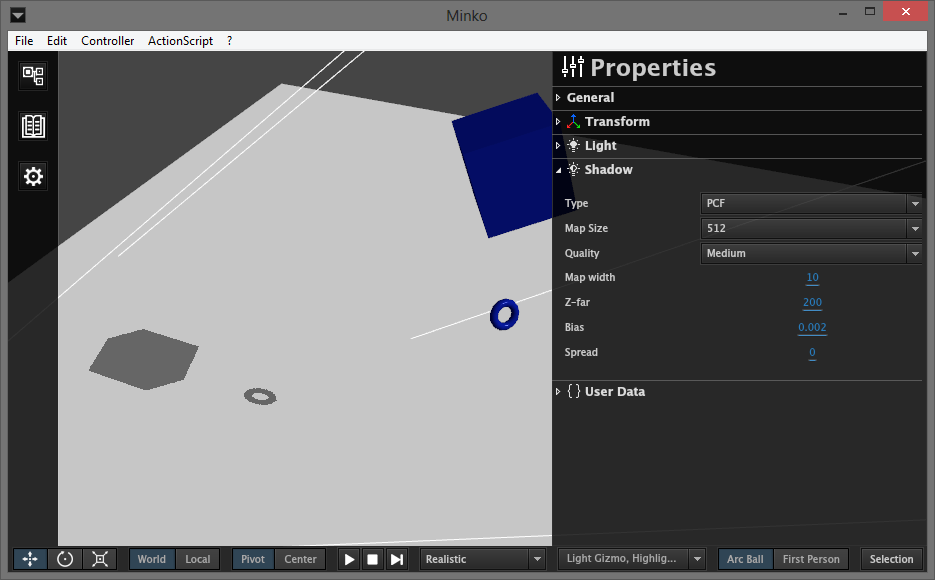 Minko
File Edit Controller ActionScript ?
Properties
General
Transform
Light
Shadow
Type PCF
Map Size 512
Quality Medium
Map width 10
Z-far 200
Bias 0.002
Spread 0
{ } User Data
World Local Pivot Center Realistic Light Gizmo, Highlig... Arc Ball First Person Selection